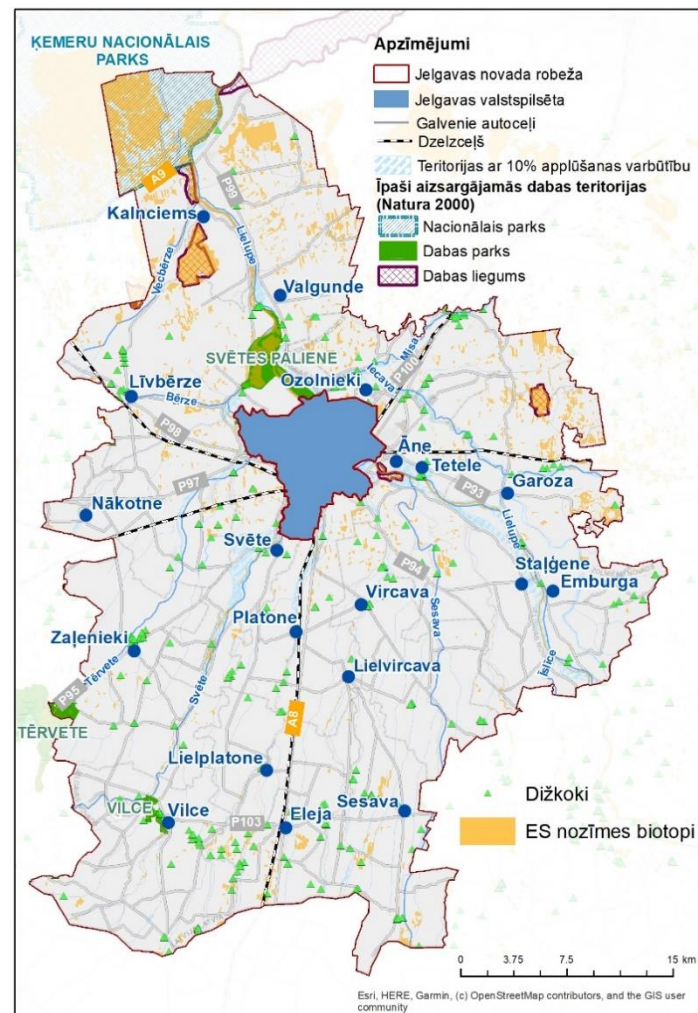 ĶEMERU NACIONĀLAIS
PARKS
Apzīmējumi
Jelgavas novada robeža
Jelgavas valstspilsēta
Galvenie autoceļi
Dzelzceļš
Teritorijas ar 10% applūšanas varbūtību
Īpaši aizsargājamās dabas teritorijas
(Natura 2000)
Nacionālais parks
Dabas parks
Dabas liegums
A9
P99
Kalnciems
Lielupe
Vecbērze
Valgunde
SVĒTES PALIENE
Misa
P100
Iecava
Ozolnieki
Līvbērze
Bērze
P98
Āne
Tetele
P97
Garoza
P93
Nākotne
Lielupe
Svēte
P94
Staļģene
Emburga
Vircava
Sesava
Platone
Zaļenieki
Īslīce
Tērvete
Svēte
Lielvircava
P95
TĒRVETE
A8
Lielplatone
VILCE
Vilce
P103
Eleja
Sesava
Dižkoki
ES nozīmes biotopi
0 3.75 7.5 15 km
Esri, HERE, Garmin, (c) OpenStreetMap contributors, and the GIS user
community